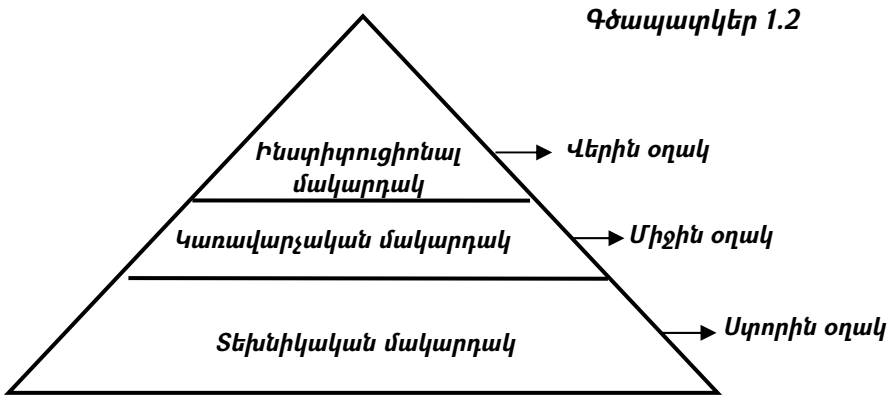 Գծապատկեր 1.2
Ինստիտուցիոնալ
մակարդակ
Վերին օղակ
Կառավարչական մակարդակ
Միջին օղակ
Տեխնիկական մակարդակ
Ստորին օղակ